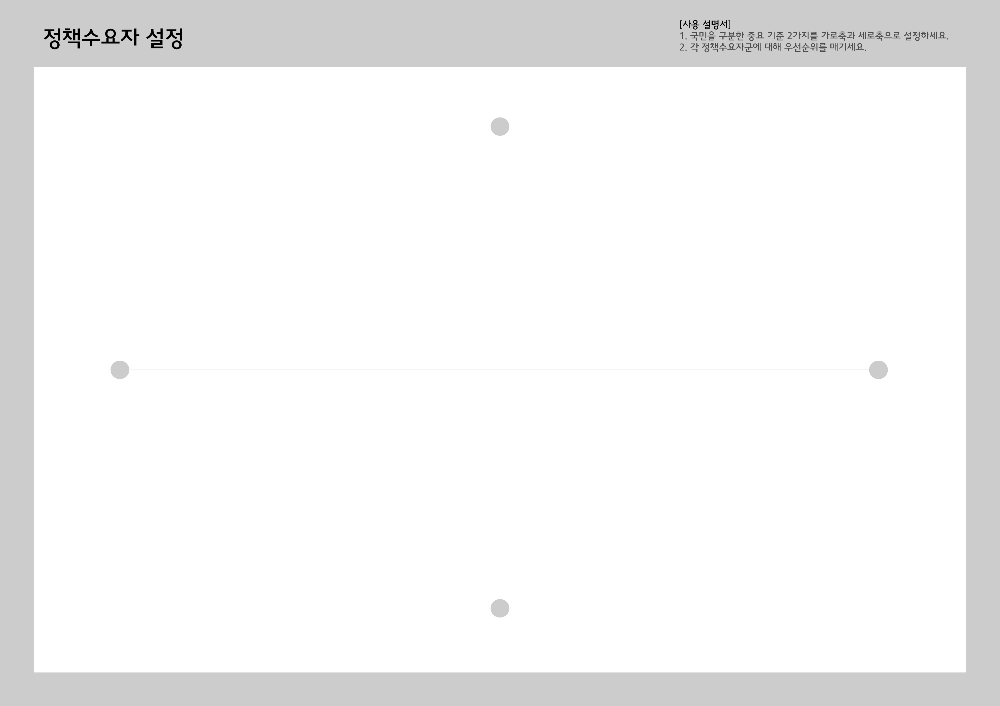 정책수요자 설정
[사용 설명서]
1. 국민을 구분할 중요 기준 2가지를 가로축과 세로축으로 설정하세요.
2. 각 정책수요자군에 대해 우선순위를 매기세요.